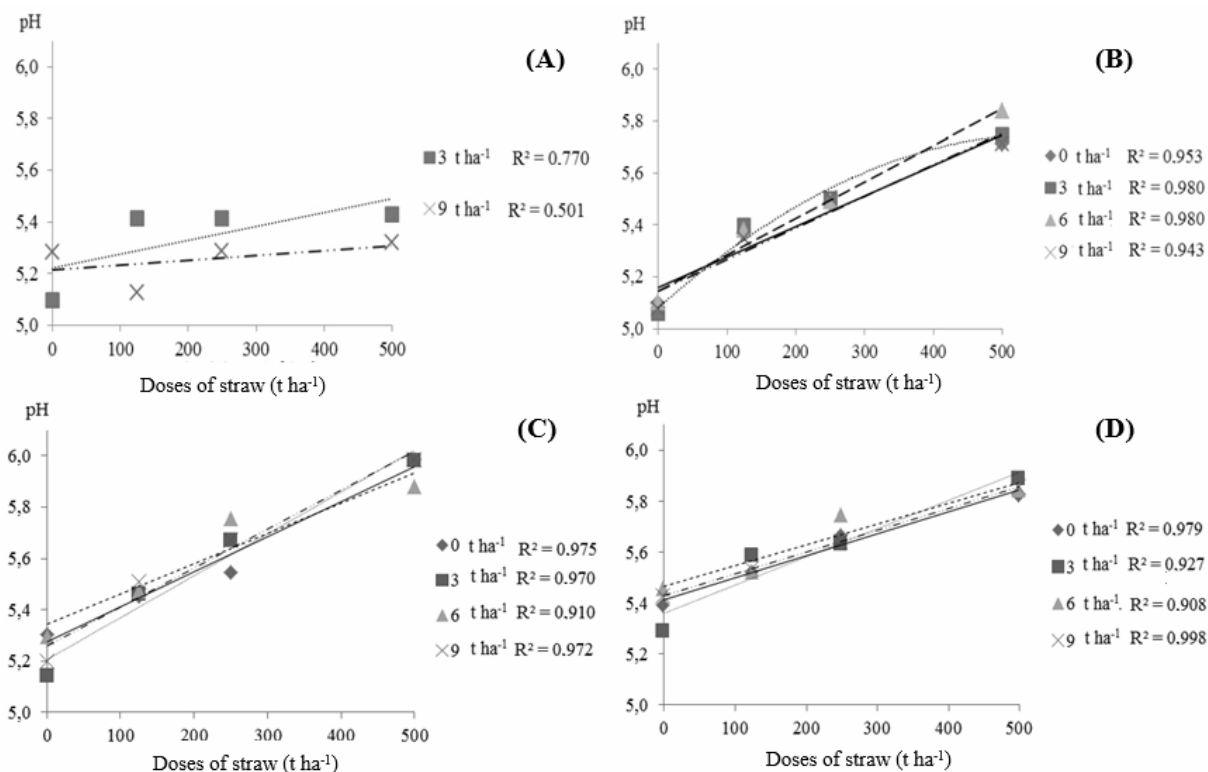 pH
(A)
6,0
5,8
5,6
5,4
5,2
5,0
0 100 200 300 400 500
Doses of straw (t ha⁻¹)
3 t ha⁻¹ R² = 0.770
9 t ha⁻¹ R² = 0.501
pH
(B)
6,0
5,8
5,6
5,4
5,2
5,0
0 100 200 300 400 500
Doses of straw (t ha⁻¹)
0 t ha⁻¹ R² = 0.953
3 t ha⁻¹ R² = 0.980
6 t ha⁻¹ R² = 0.980
9 t ha⁻¹ R² = 0.943
pH
(C)
6,0
5,8
5,6
5,4
5,2
5,0
0 100 200 300 400 500
Doses of straw (t ha⁻¹)
0 t ha⁻¹ R² = 0.975
3 t ha⁻¹ R² = 0.970
6 t ha⁻¹ R² = 0.910
9 t ha⁻¹ R² = 0.972
pH
(D)
6,0
5,8
5,6
5,4
5,2
5,0
0 100 200 300 400 500
Doses of straw (t ha⁻¹)
0 t ha⁻¹ R² = 0.979
3 t ha⁻¹ R² = 0.927
6 t ha⁻¹. R² = 0.908
9 t ha⁻¹ R² = 0.998